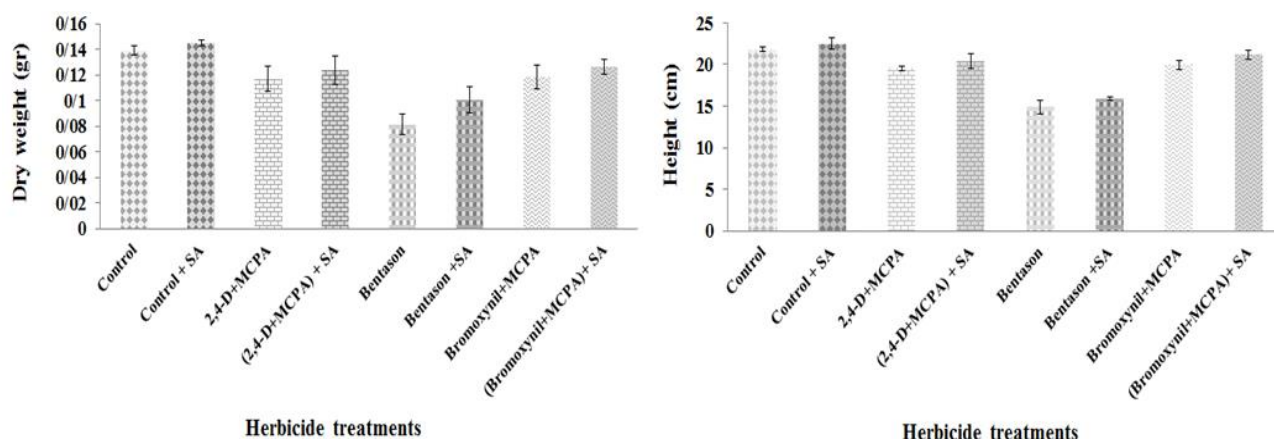 Dry weight (gr)
0/16
0/14
0/12
0/1
0/08
0/06
0/04
0/02
0
Control
Control + SA
2,4-D+MCPA
(2,4-D+MCPA) + SA
Bentason
Bentason +SA
Bromoxynil+MCPA
(Bromoxynil+MCPA)+ SA
Herbicide treatments
Height (cm)
25
20
15
10
5
0
Control
Control + SA
2,4-D+MCPA
(2,4-D+MCPA) + SA
Bentason
Bentason +SA
Bromoxynil+MCPA
(Bromoxynil+MCPA)+ SA
Herbicide treatments